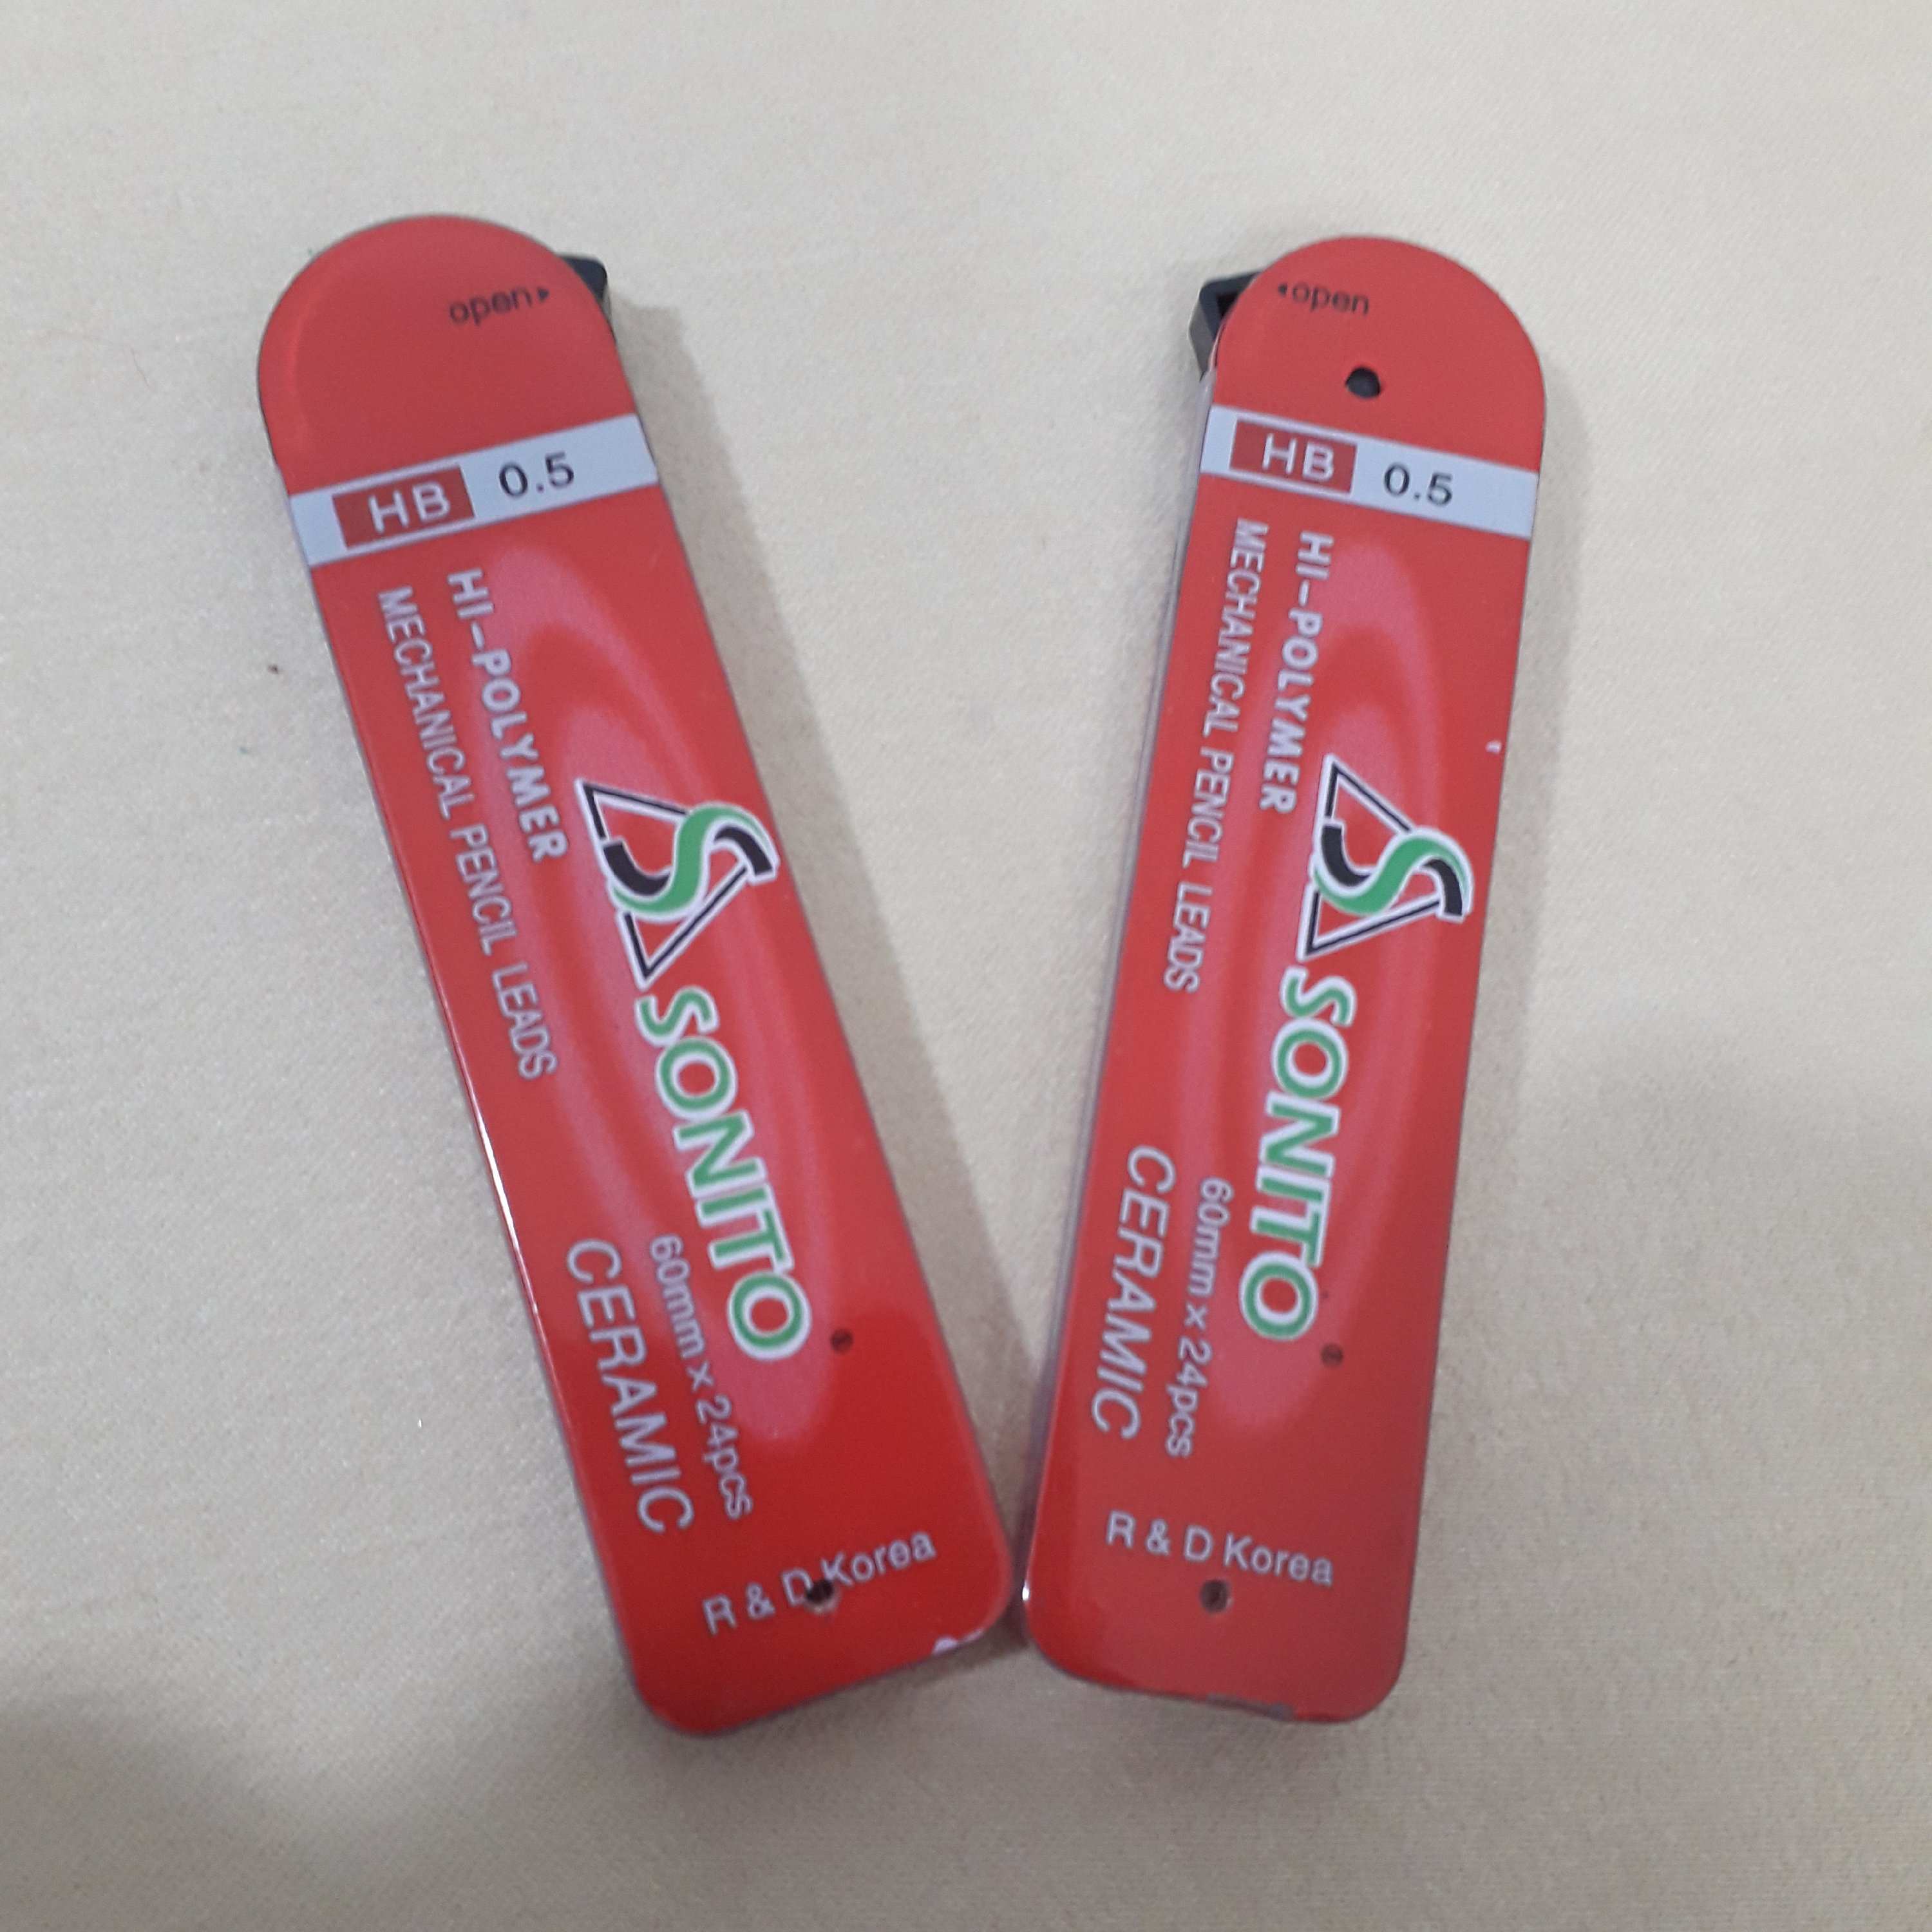 open
HB 0.5
HI-POLYMER
MECHANICAL PENCIL LEADS
SONITO
60mm x 24pcs
CERAMIC
R & D Korea
open
HB 0.5
HI-POLYMER
MECHANICAL PENCIL LEADS
SONITO
60mm x 24pcs
CERAMIC
R & D Korea